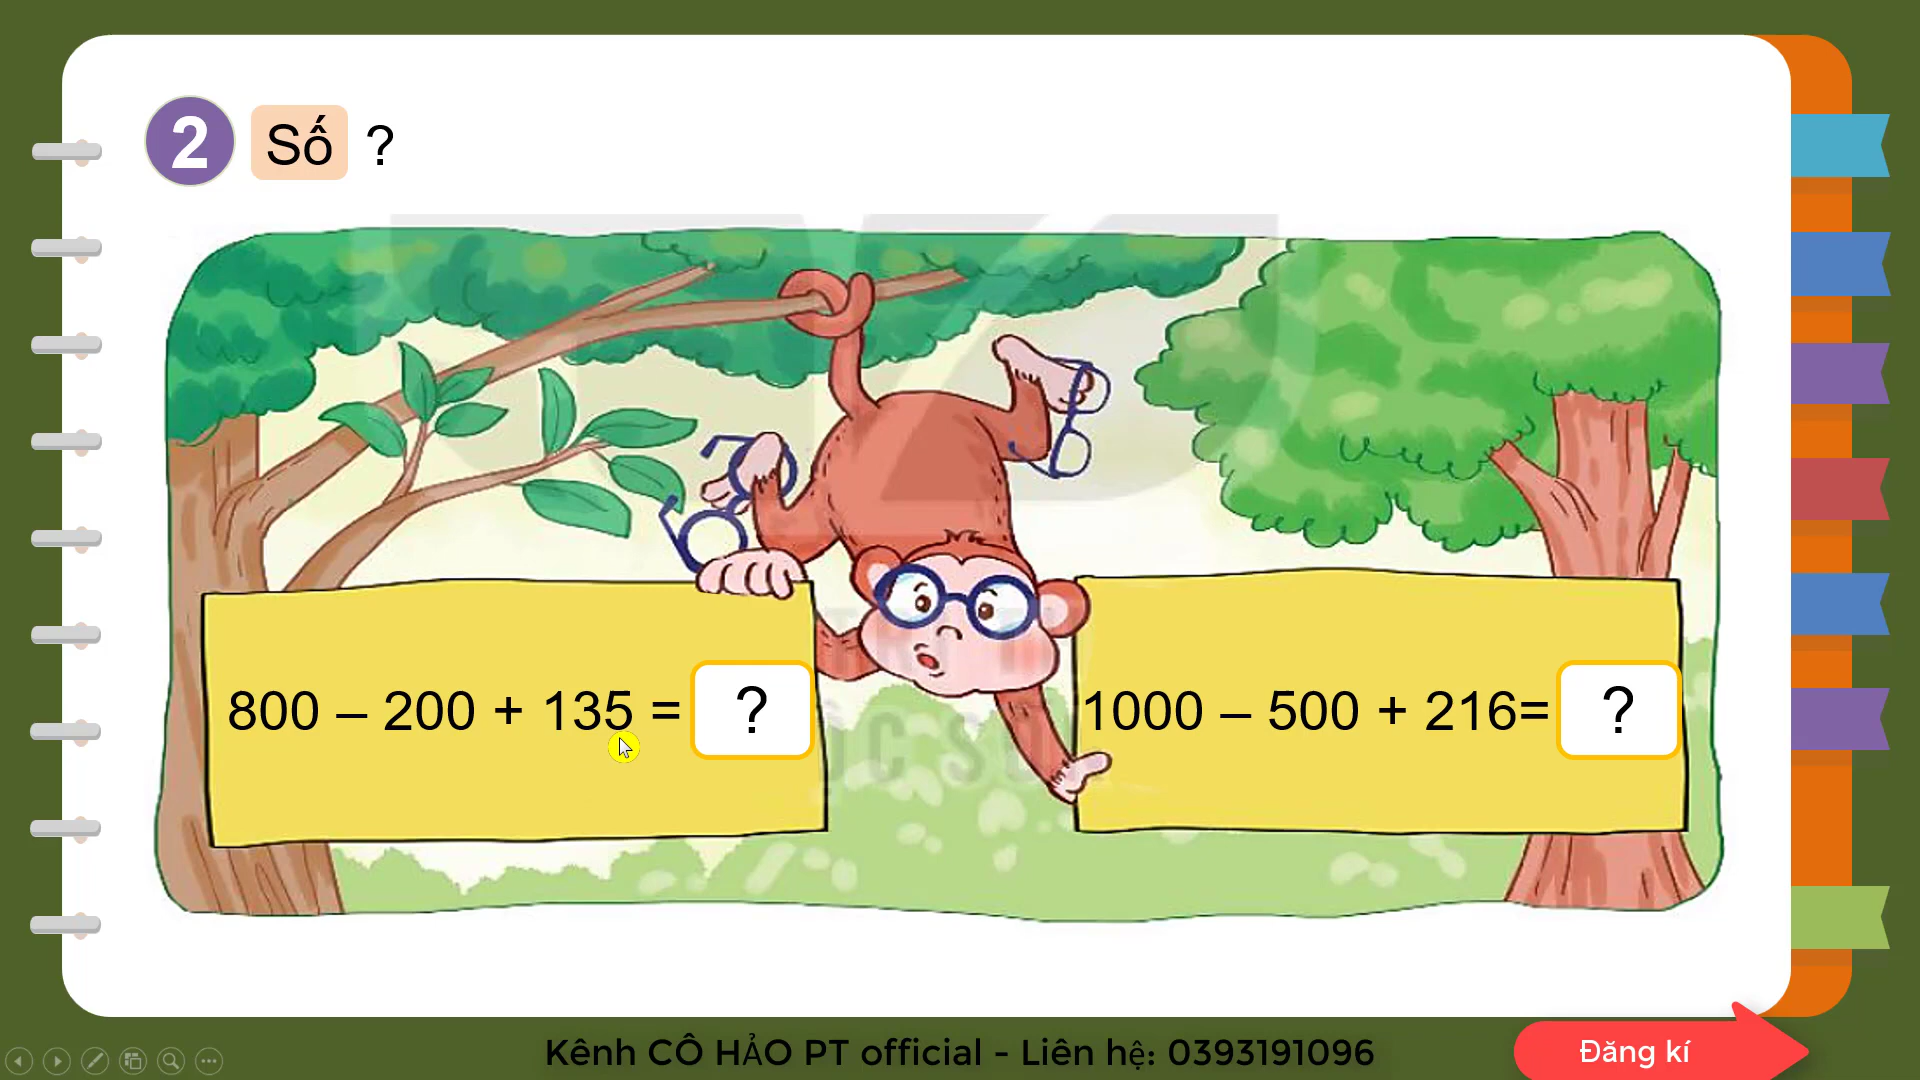 2 Số ?
800 – 200 + 135 = ?
1000 – 500 + 216= ?
Kênh CÔ HẢO PT official - Liên hệ: 0393191096
Đăng kí